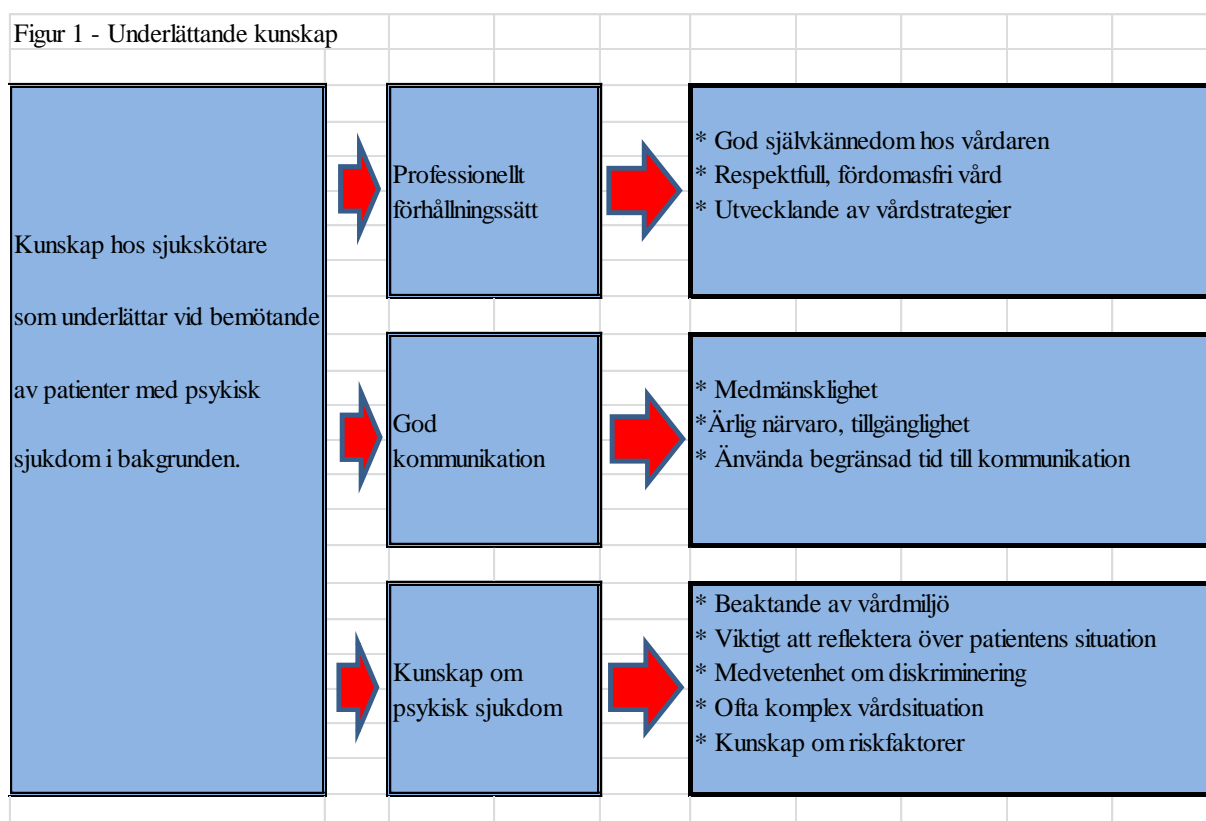 Figur 1 - Underlättande kunskap
Kunskap hos sjukskötare
som underlättar vid bemötande
av patienter med psykisk
sjukdom i bakgrunden.
Professionellt
förhållningssätt
* God självkännedom hos vårdaren
* Respektfull, fördomasfri vård
* Utvecklande av vårdstrategier
God
kommunikation
* Medmänsklighet
*Ärlig närvaro, tillgänglighet
* Änvända begränsad tid till kommunikation
Kunskap om
psykisk sjukdom
* Beaktande av vårdmiljö
* Viktigt att reflektera över patientens situation
* Medvetenhet om diskriminering
* Ofta komplex vårdsituation
* Kunskap om riskfaktorer